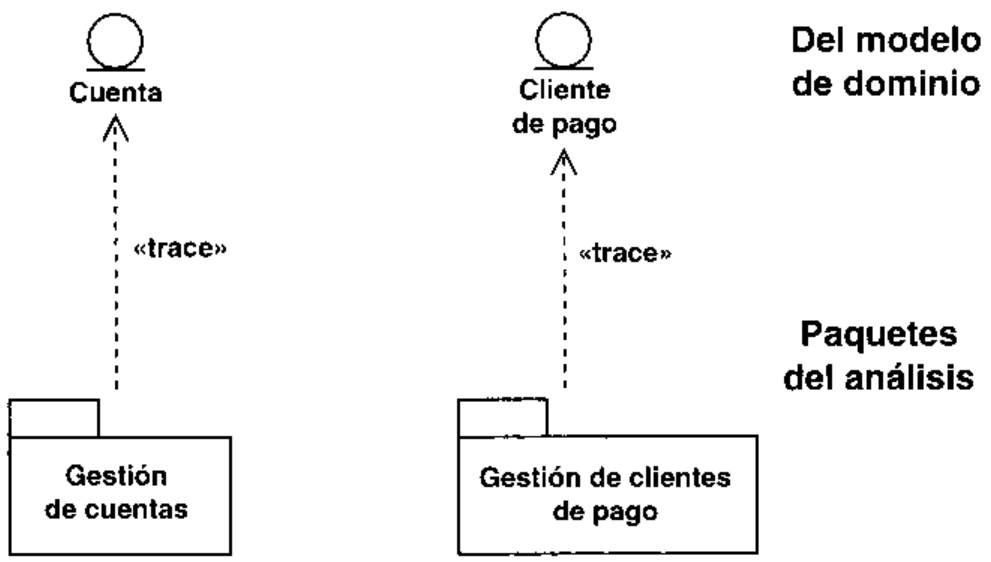 Cuenta
Cliente
de pago
Del modelo
de dominio
«trace»
«trace»
Paquetes
del análisis
Gestión
de cuentas
Gestión de clientes
de pago